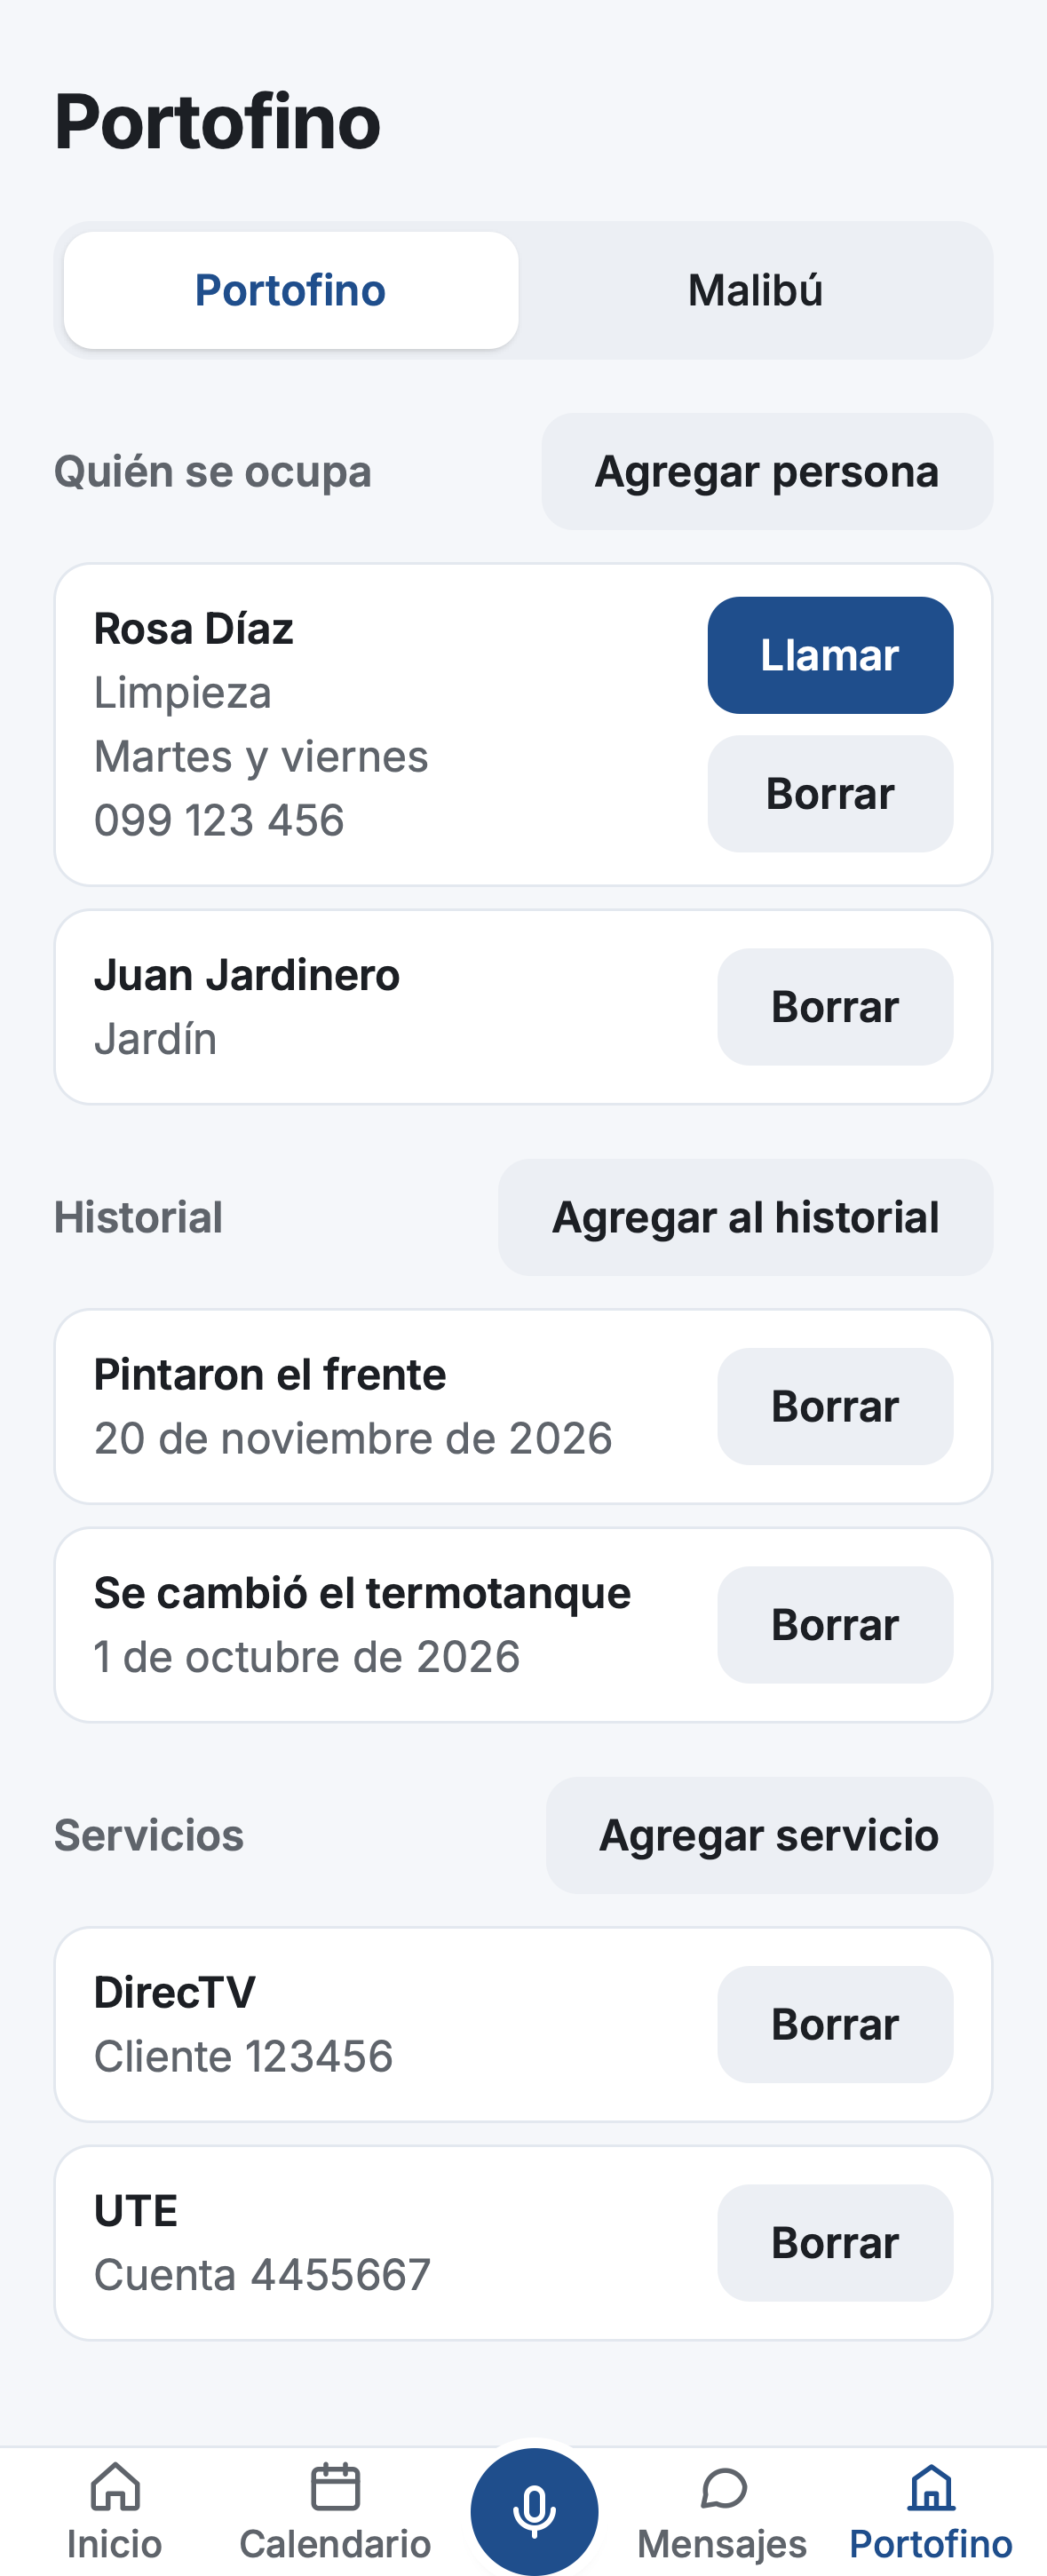 Portofino
Portofino
Malibú
Quién se ocupa
Agregar persona
Rosa Díaz
Limpieza
Martes y viernes
099 123 456
Llamar
Borrar
Juan Jardinero
Jardín
Borrar
Historial
Agregar al historial
Pintaron el frente
20 de noviembre de 2026
Borrar
Se cambió el termotanque
1 de octubre de 2026
Borrar
Servicios
Agregar servicio
DirecTV
Cliente 123456
Borrar
UTE
Cuenta 4455667
Borrar
Inicio
Calendario
Mensajes
Portofino